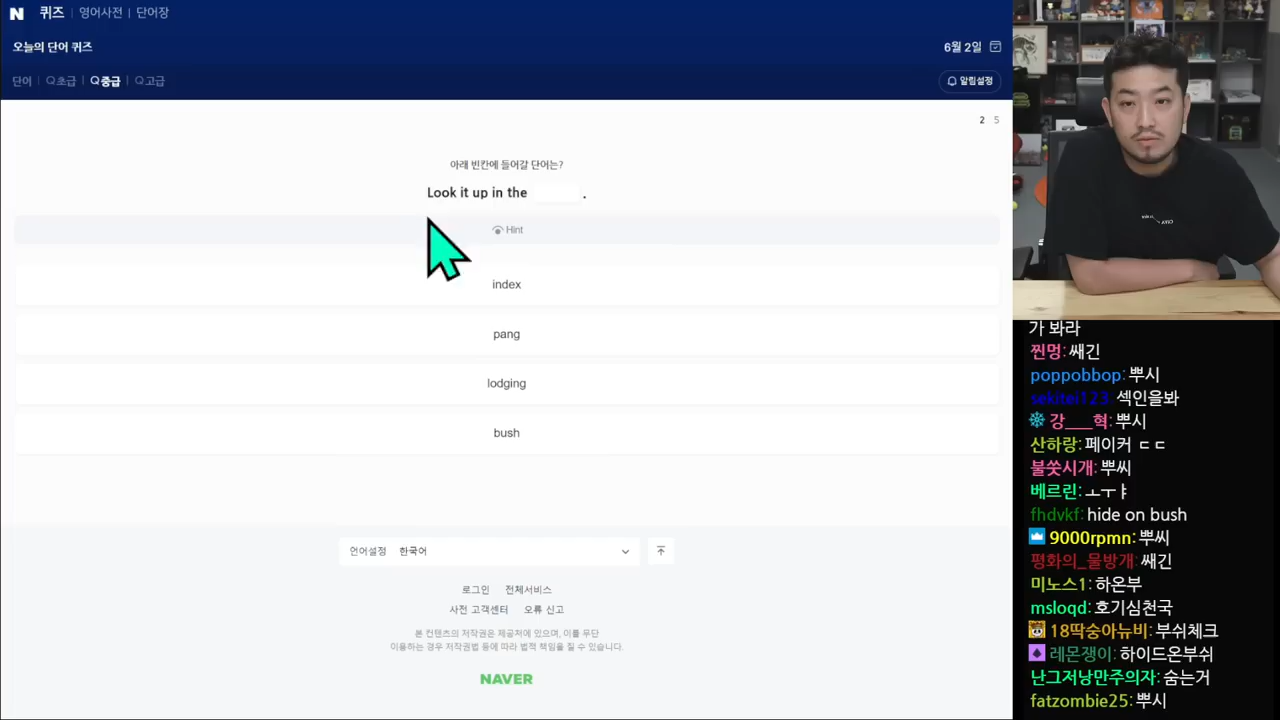 N 퀴즈 | 영어사전 | 단어장
오늘의 단어 퀴즈
6월 2일
단어 | 초급 | 중급 | 고급
알림설정
2 5
아래 빈칸에 들어갈 단어는?
Look it up in the .
Hint
index
pang
lodging
bush
언어설정 한국어
로그인 전체서비스
사전 고객센터 오류 신고
본 컨텐츠의 저작권은 제공처에 있으며, 이를 무단
이용하는 경우 저작권법 등에 따라 법적 책임을 질 수 있습니다.
NAVER
가 봐라
찐멍: 쌔긴
poppobbop: 뿌시
sekitei123: 섹인을봐
강___혁: 뿌시
산하랑: 페이커 ㄷㄷ
불쏫시개: 뿌씨
베르린: ㅗㅜㅑ
fhdvkf: hide on bush
9000rpmn: 뿌씨
평화의_물방개: 쌔긴
미노스1: 하온부
msloqd: 호기심천국
18딱숭아뉴비: 부쉬체크
레몬쟁이: 하이드온부쉬
난그저낭만주의자: 숨는거
fatzombie25: 뿌시